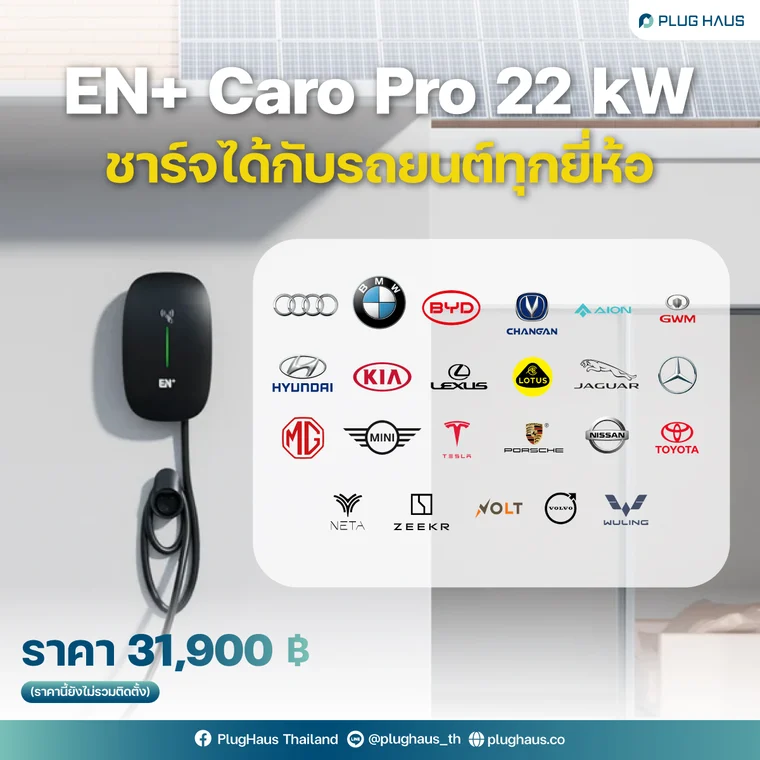 PLUG HAUS
EN+ Caro Pro 22 kW
ชาร์จได้กับรถยนต์ทุกยี่ห้อ
BMW
BYD
CHANGAN
AION
GWM
HYUNDAI
KIA
LEXUS
LOTUS
JAGUAR
MG
MINI
TESLA
PORSCHE
NISSAN
TOYOTA
NETA
ZEEKR
VOLT
VOLVO
WULING
EN+
ราคา 31,900 ฿
(ราคานี้ยังไม่รวมติดตั้ง)
PlugHaus Thailand @plughaus_th plughaus.co